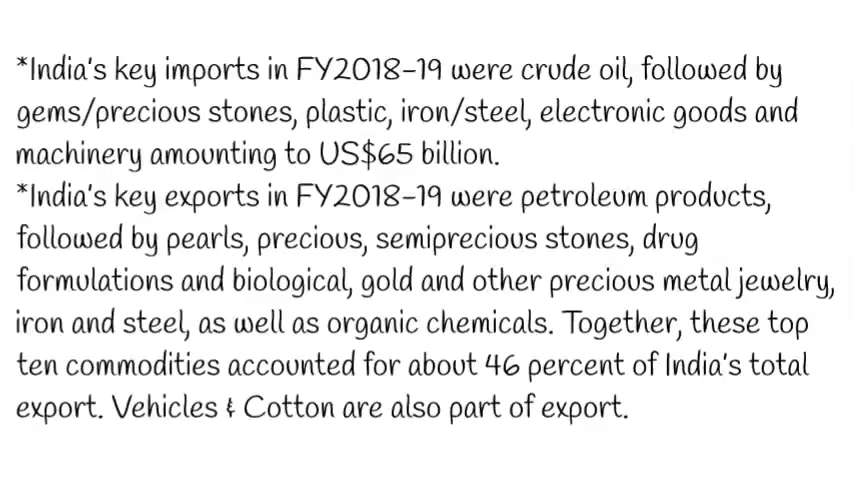 *India's key imports in FY2018-19 were crude oil, followed by
gems/precious stones, plastic, iron/steel, electronic goods and
machinery amounting to US$65 billion.
*India's key exports in FY2018-19 were petroleum products,
followed by pearls, precious, semiprecious stones, drug
formulations and biological, gold and other precious metal jewelry,
iron and steel, as well as organic chemicals. Together, these top
ten commodities accounted for about 46 percent of India's total
export. Vehicles & Cotton are also part of export.